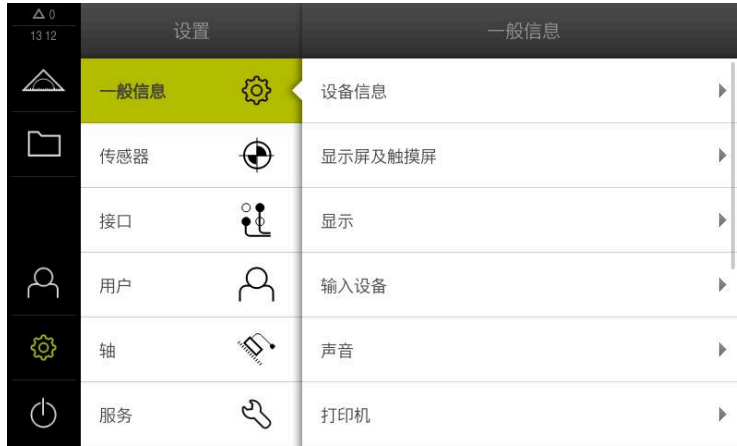 0
13 12
设置
一般信息
一般信息
传感器
接口
用户
轴
服务
设备信息
显示屏及触摸屏
显示
输入设备
声音
打印机